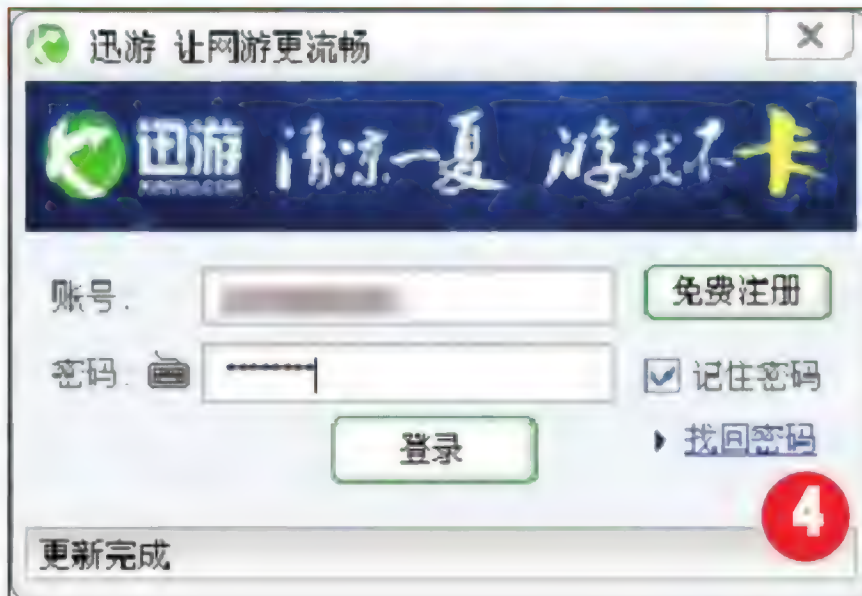 迅游 让网游更流畅
迅游 清凉一夏 游戏不卡
账号:
免费注册
密码:
********
记住密码
登录
找回密码
4
更新完成